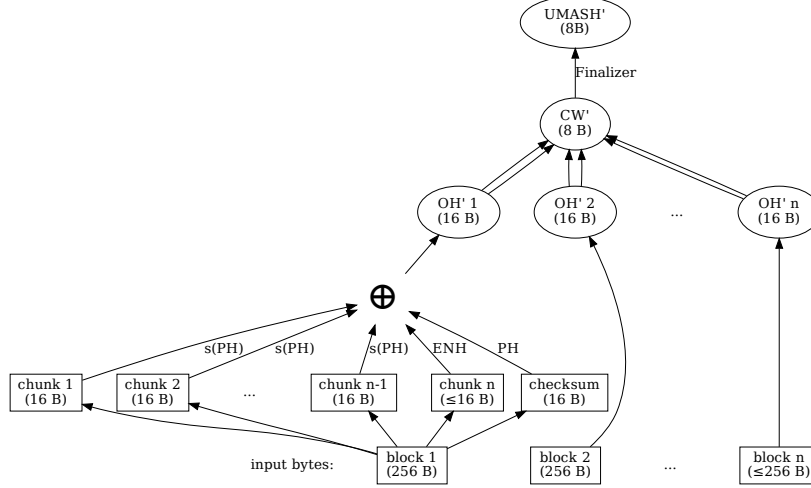 UMASH'
(8B)
Finalizer
CW'
(8 B)
OH' 1
(16 B)
OH' 2
(16 B)
...
OH' n
(16 B)
⊕
s(PH)
s(PH)
s(PH)
ENH
PH
chunk 1
(16 B)
chunk 2
(16 B)
...
chunk n-1
(16 B)
chunk n
(≤16 B)
checksum
(16 B)
input bytes:
block 1
(256 B)
block 2
(256 B)
...
block n
(≤256 B)